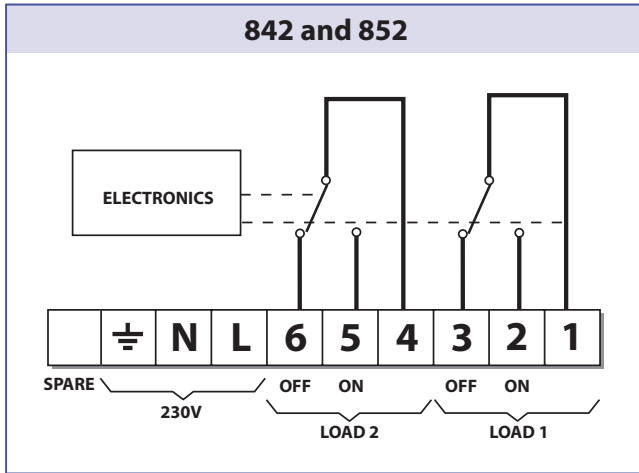 842 and 852
ELECTRONICS
N L 6 5 4 3 2 1
SPARE OFF ON OFF ON
230V
LOAD 2 LOAD 1